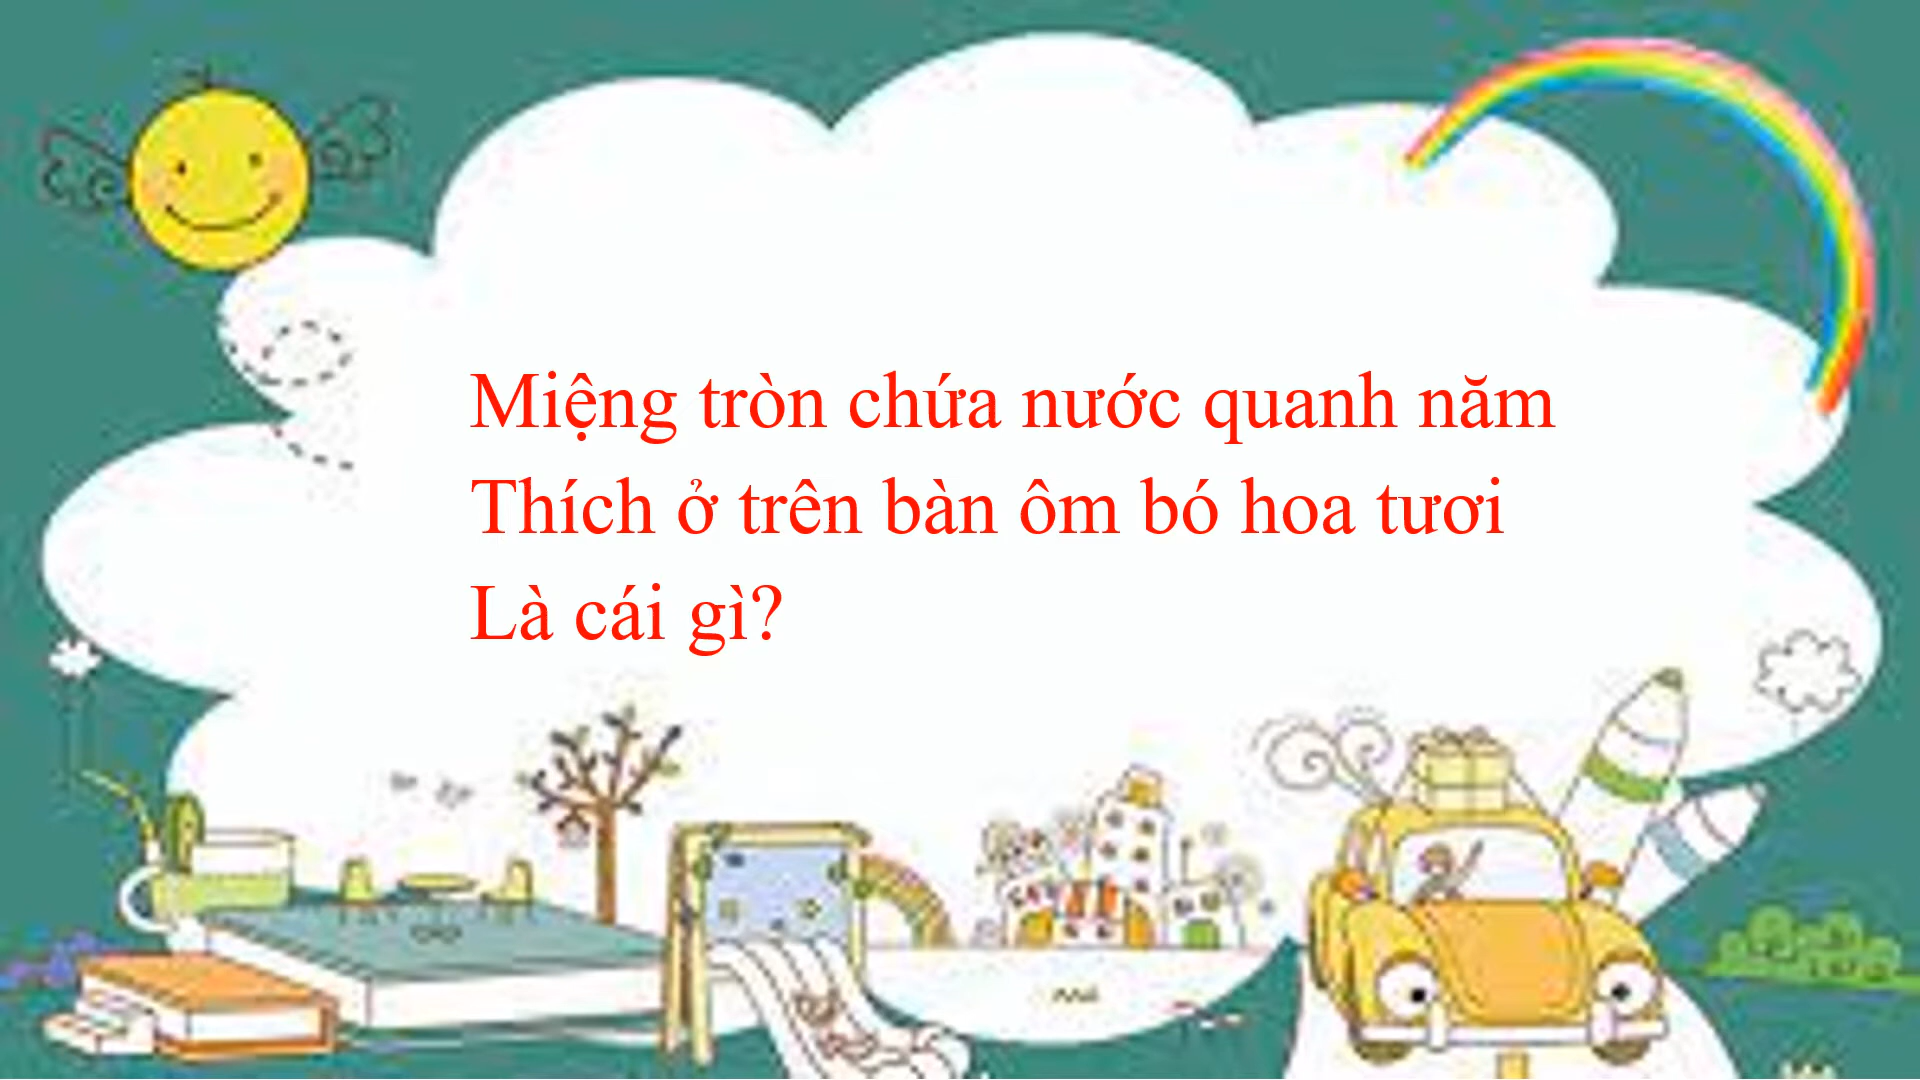 Miệng tròn chứa nước quanh năm
Thích ở trên bàn ôm bó hoa tươi
Là cái gì?